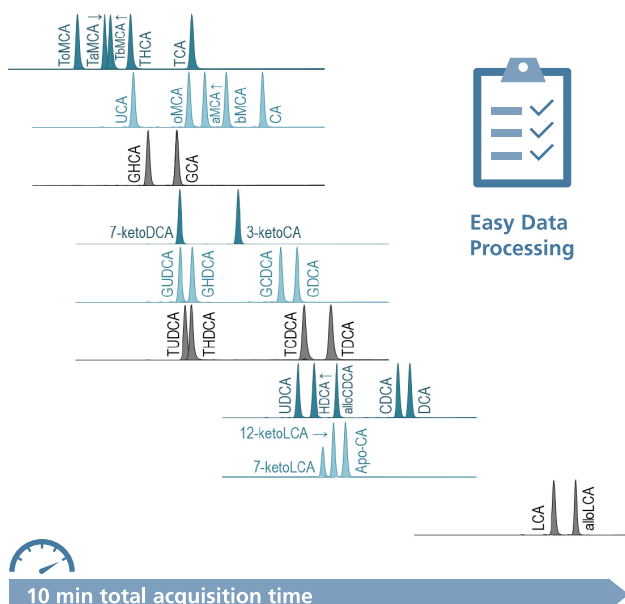 ToMCA TaMCA↓ TbMCA↑ THCA TCA
UCA oMCA aMCA↑ bMCA CA
GHCA GCA
7-ketoDCA 3-ketoCA
Easy Data
Processing
GUDCA GHDCA GCDCA GDCA
TUDCA THDCA TCDCA TDCA
UDCA HDCA↑ alloCDCA CDCA DCA
12-ketoLCA →
7-ketoLCA Apo-CA
LCA alloLCA
10 min total acquisition time